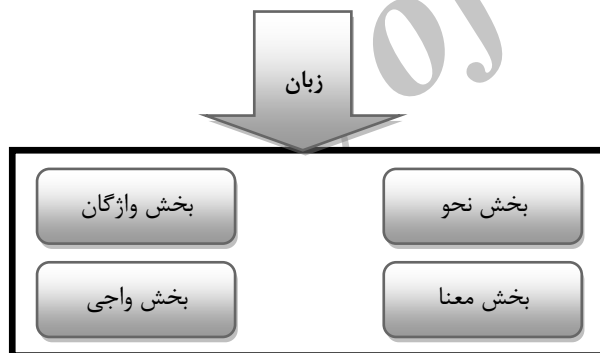 زبان
بخش نحو
بخش واژگان
بخش معنا
بخش واجی